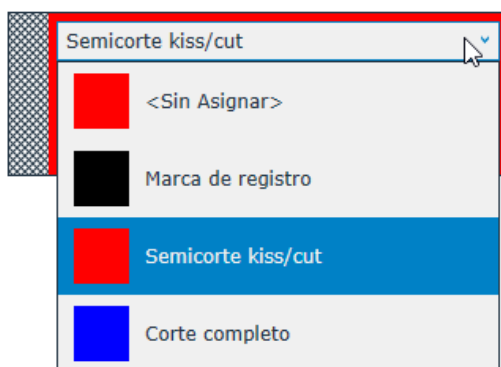 Semicorte kiss/cut
<Sin Asignar>
Marca de registro
Semicorte kiss/cut
Corte completo